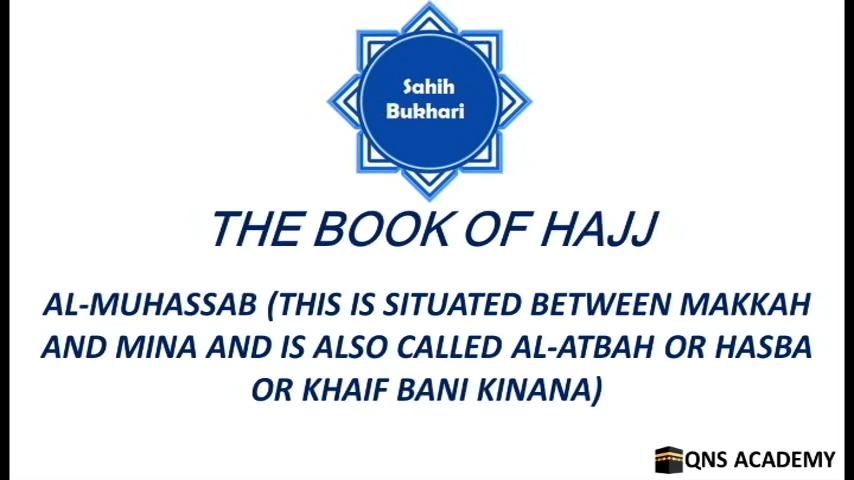 Sahih
Bukhari
THE BOOK OF HAJJ
AL-MUHASSAB (THIS IS SITUATED BETWEEN MAKKAH
AND MINA AND IS ALSO CALLED AL-ATBAH OR HASBA
OR KHAIF BANI KINANA)
QNS ACADEMY